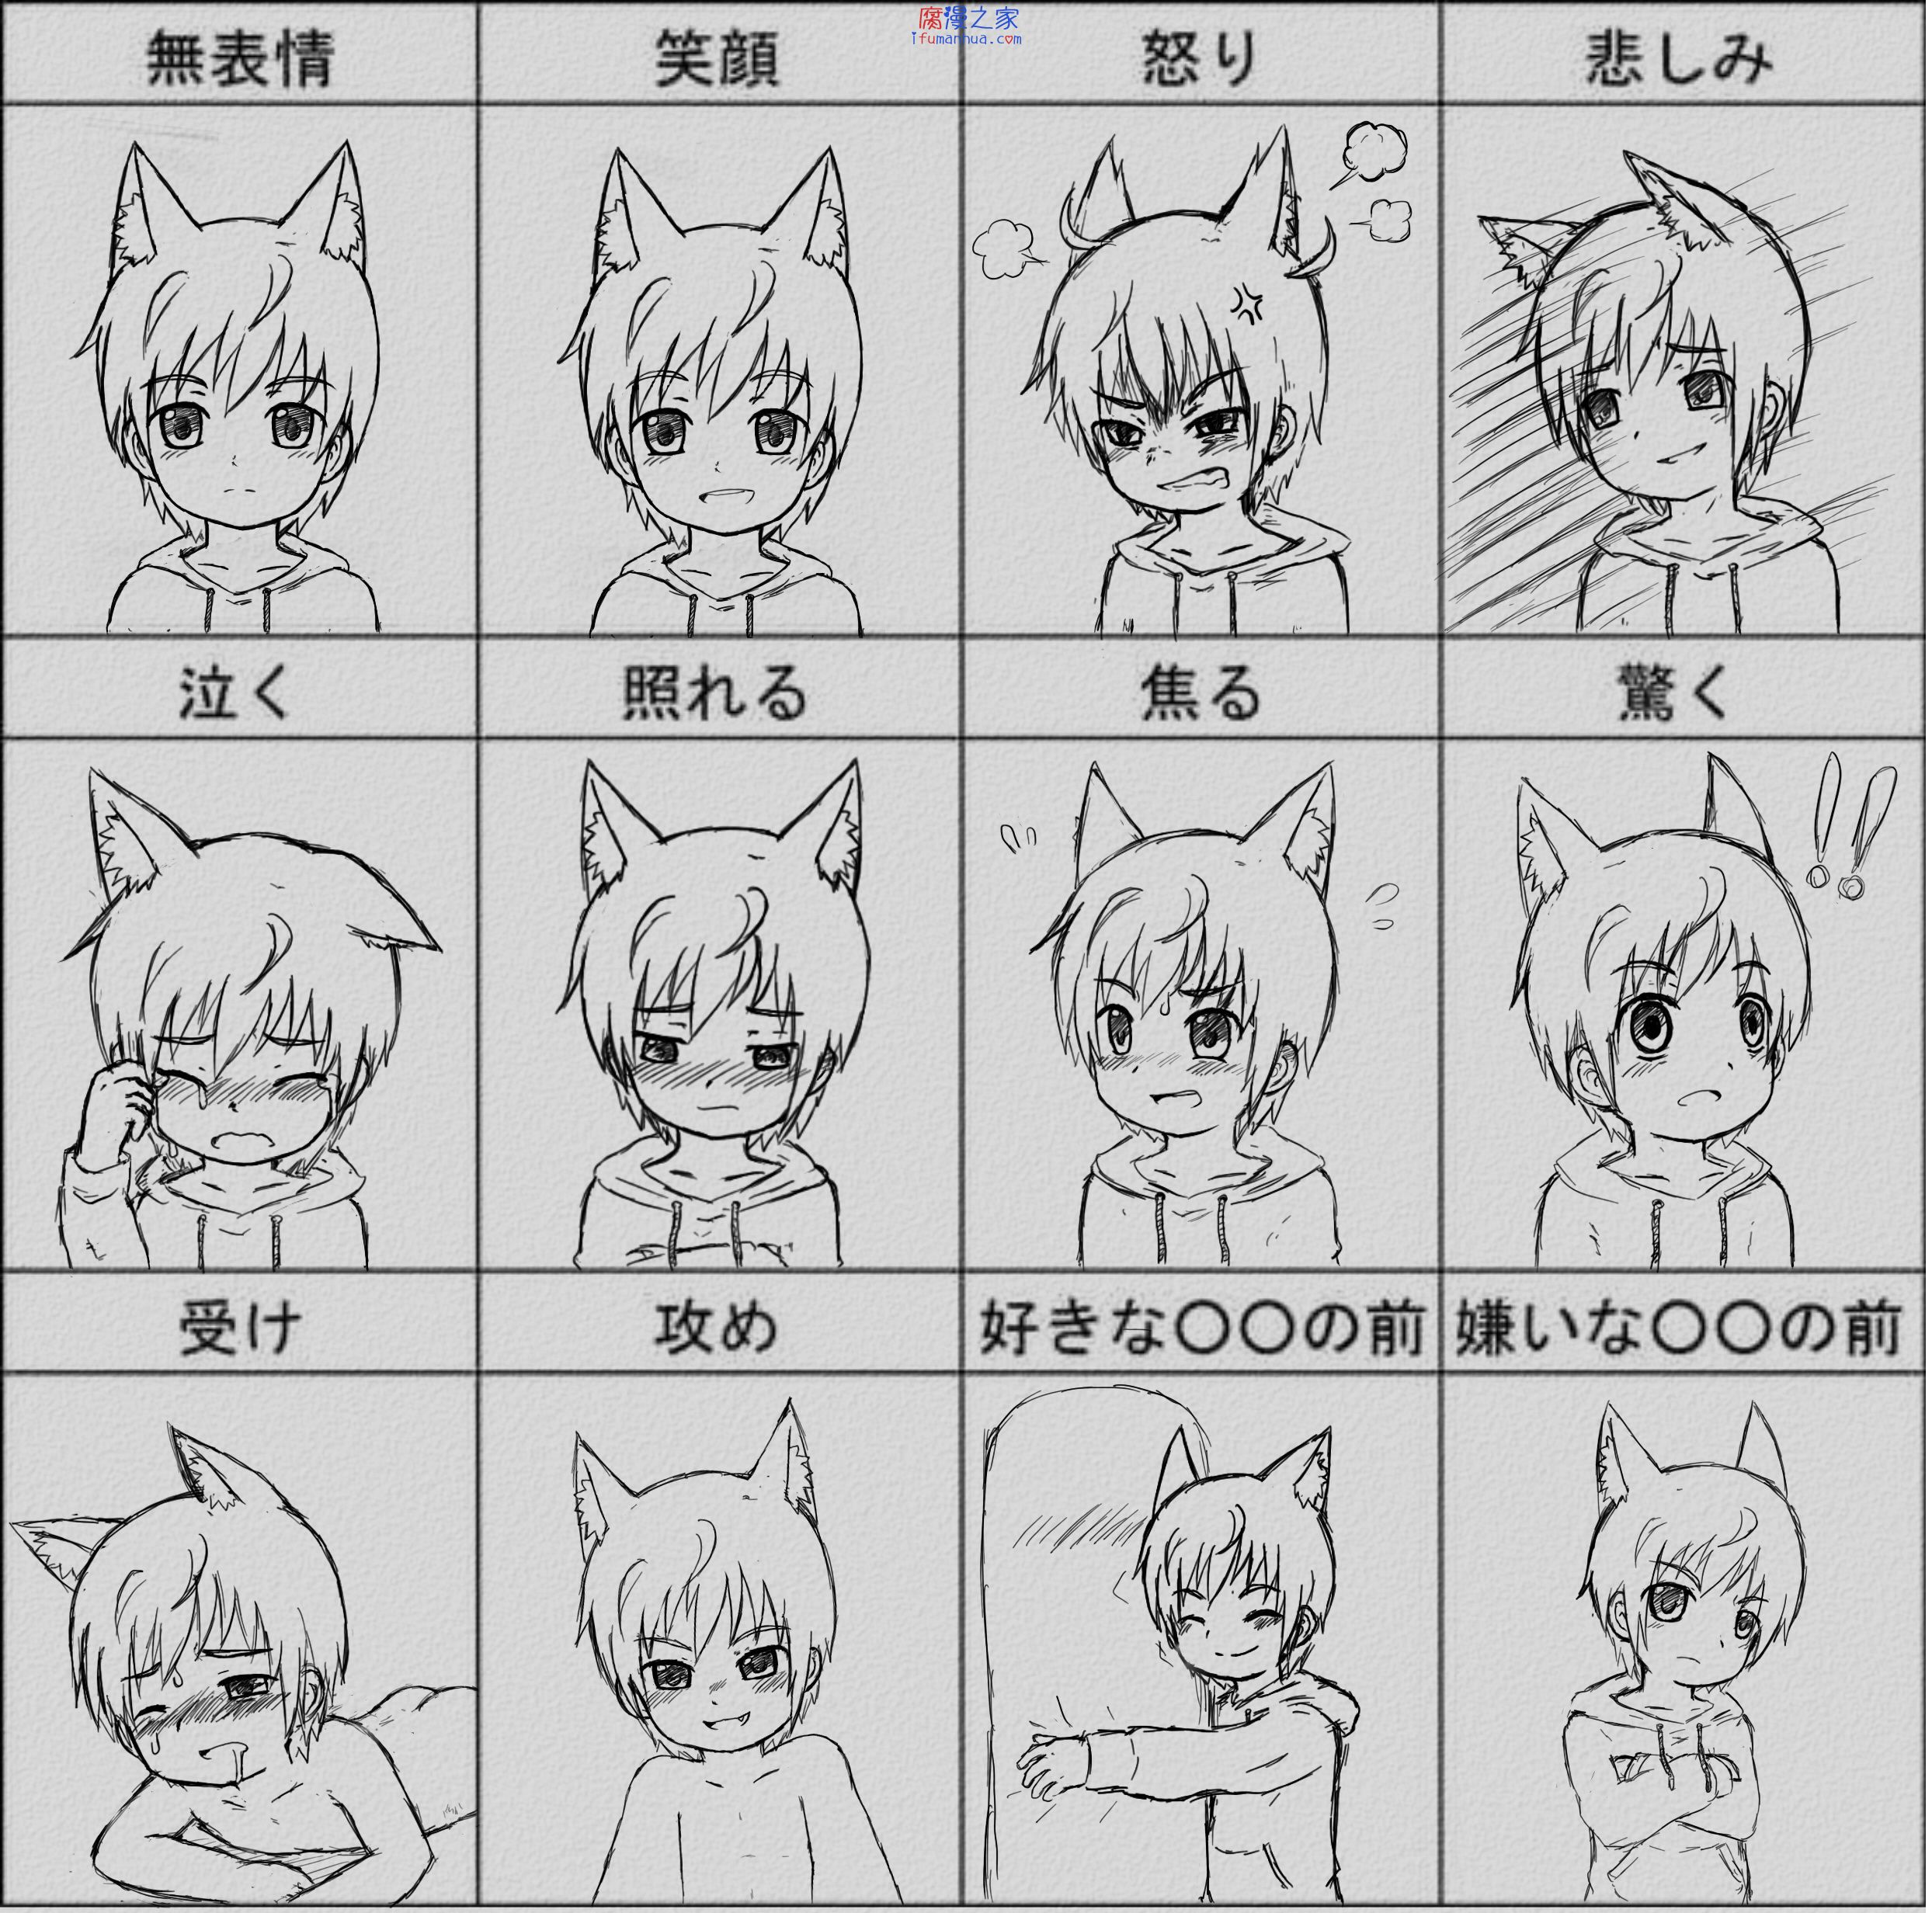 腐漫之家
ifumanhua.com
無表情
笑顔
怒り
悲しみ
泣く
照れる
焦る
驚く
受け
攻め
好きな〇〇の前
嫌いな〇〇の前